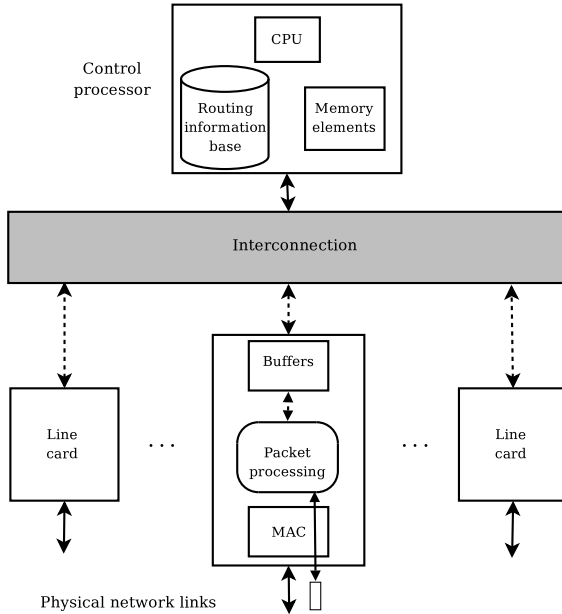 CPU
Control
processor
Routing
information
base
Memory
elements
Interconnection
Buffers
Line
card
. . .
Packet
processing
. . .
Line
card
MAC
Physical network links